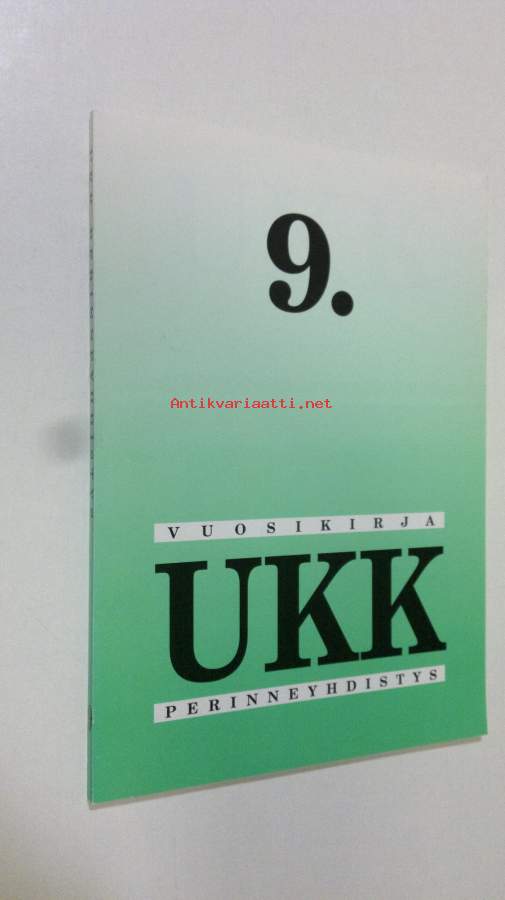 9.
Antikvariaatti.net
VUOSIKIRJA
UKK
PERINNEYHDISTYS